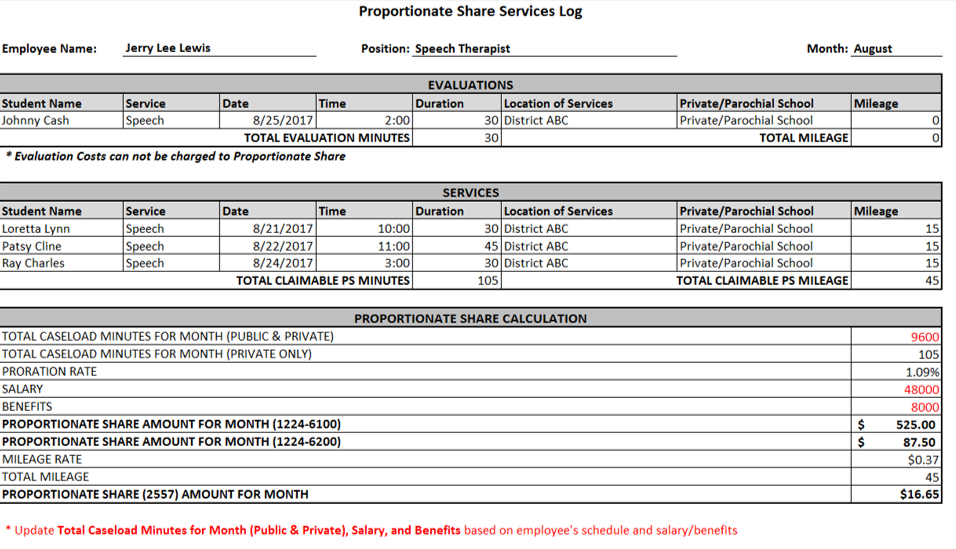 Proportionate Share Services Log
Employee Name: Jerry Lee Lewis Position: Speech Therapist Month: August
EVALUATIONS
Student Name Service Date Time Duration Location of Services Private/Parochial School Mileage
Johnny Cash Speech 8/25/2017 2:00 30 District ABC Private/Parochial School 0
TOTAL EVALUATION MINUTES 30 TOTAL MILEAGE 0
* Evaluation Costs can not be charged to Proportionate Share
SERVICES
Student Name Service Date Time Duration Location of Services Private/Parochial School Mileage
Loretta Lynn Speech 8/21/2017 10:00 30 District ABC Private/Parochial School 15
Patsy Cline Speech 8/22/2017 11:00 45 District ABC Private/Parochial School 15
Ray Charles Speech 8/24/2017 3:00 30 District ABC Private/Parochial School 15
TOTAL CLAIMABLE PS MINUTES 105 TOTAL CLAIMABLE PS MILEAGE 45
PROPORTIONATE SHARE CALCULATION
TOTAL CASELOAD MINUTES FOR MONTH (PUBLIC & PRIVATE) 9600
TOTAL CASELOAD MINUTES FOR MONTH (PRIVATE ONLY) 105
PRORATION RATE 1.09%
SALARY 48000
BENEFITS 8000
PROPORTIONATE SHARE AMOUNT FOR MONTH (1224-6100) $ 525.00
PROPORTIONATE SHARE AMOUNT FOR MONTH (1224-6200) $ 87.50
MILEAGE RATE $0.37
TOTAL MILEAGE 45
PROPORTIONATE SHARE (2557) AMOUNT FOR MONTH $16.65
* Update Total Caseload Minutes for Month (Public & Private), Salary, and Benefits based on employee's schedule and salary/benefits